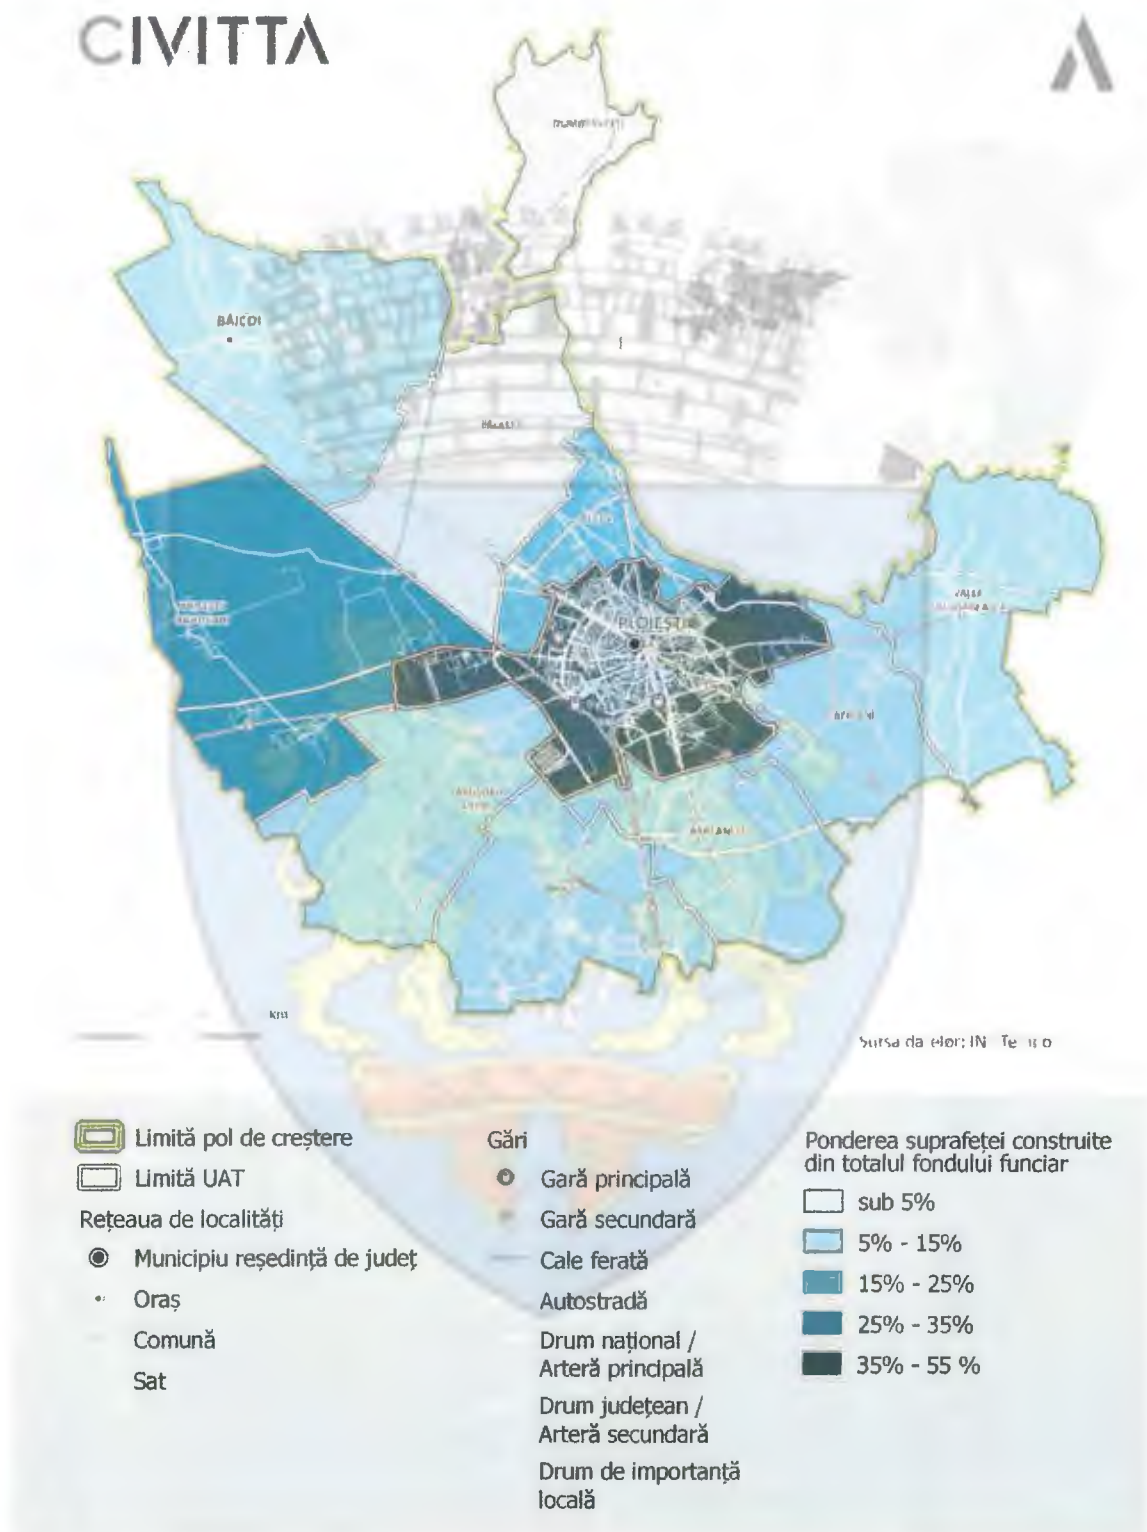 CIVITTA
BĂICOI
PLOIEȘTI
km
Limită pol de creștere
Limită UAT
Rețeaua de localități
Municipiu reședință de județ
Oraș
Comună
Sat
Gări
Gară principală
Gară secundară
Cale ferată
Autostradă
Drum național /
Arteră principală
Drum județean /
Arteră secundară
Drum de importanță
locală
Ponderea suprafeței construite
din totalul fondului funciar
sub 5%
5% - 15%
15% - 25%
25% - 35%
35% - 55 %